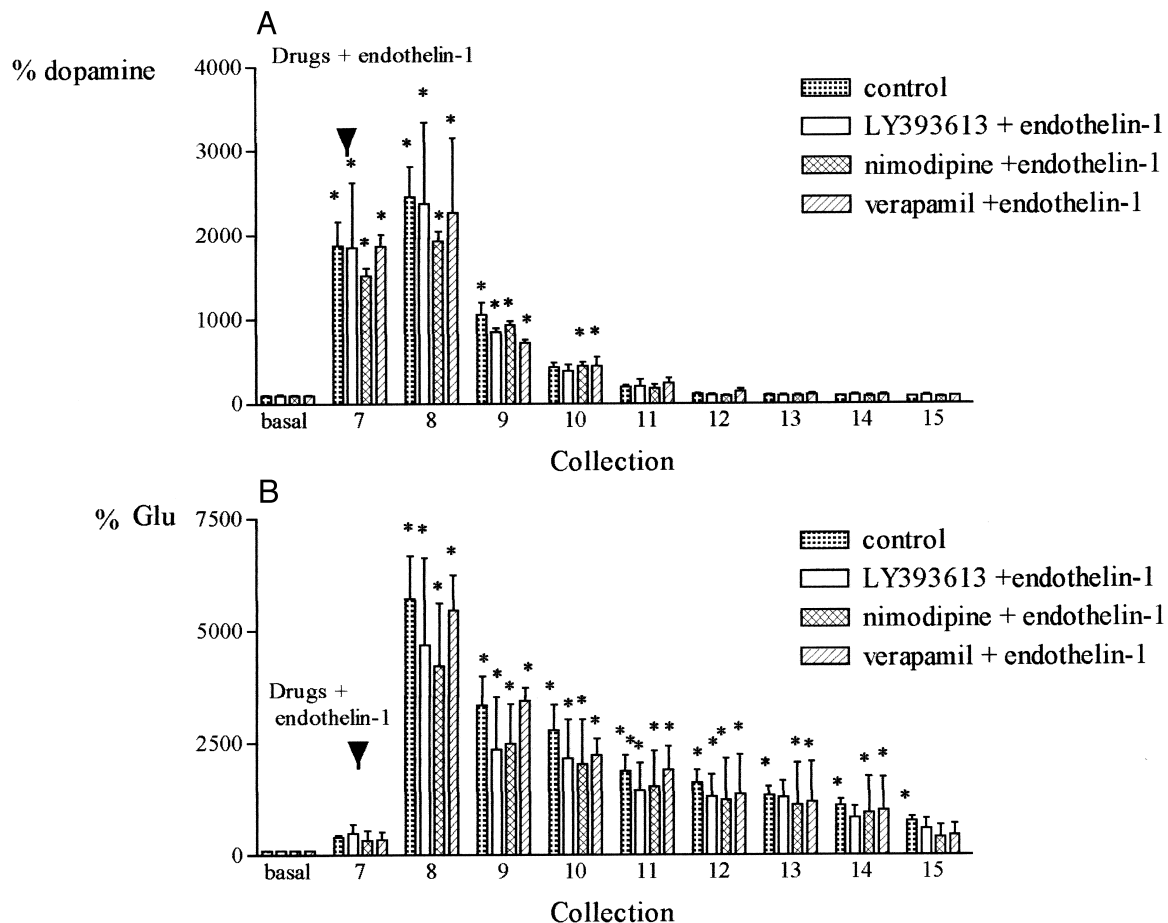 A
% dopamine
Drugs + endothelin-1
4000
3000
2000
1000
0
control
LY393613 + endothelin-1
nimodipine +endothelin-1
verapamil +endothelin-1
* * * * * * * * * * * * * *
basal 7 8 9 10 11 12 13 14 15
Collection
B
% Glu
7500
5000
2500
0
control
LY393613 +endothelin-1
nimodipine + endothelin-1
verapamil + endothelin-1
Drugs +
endothelin-1
* * * * * * * * * * * * * * * * * * * * * * * * * * *
basal 7 8 9 10 11 12 13 14 15
Collection